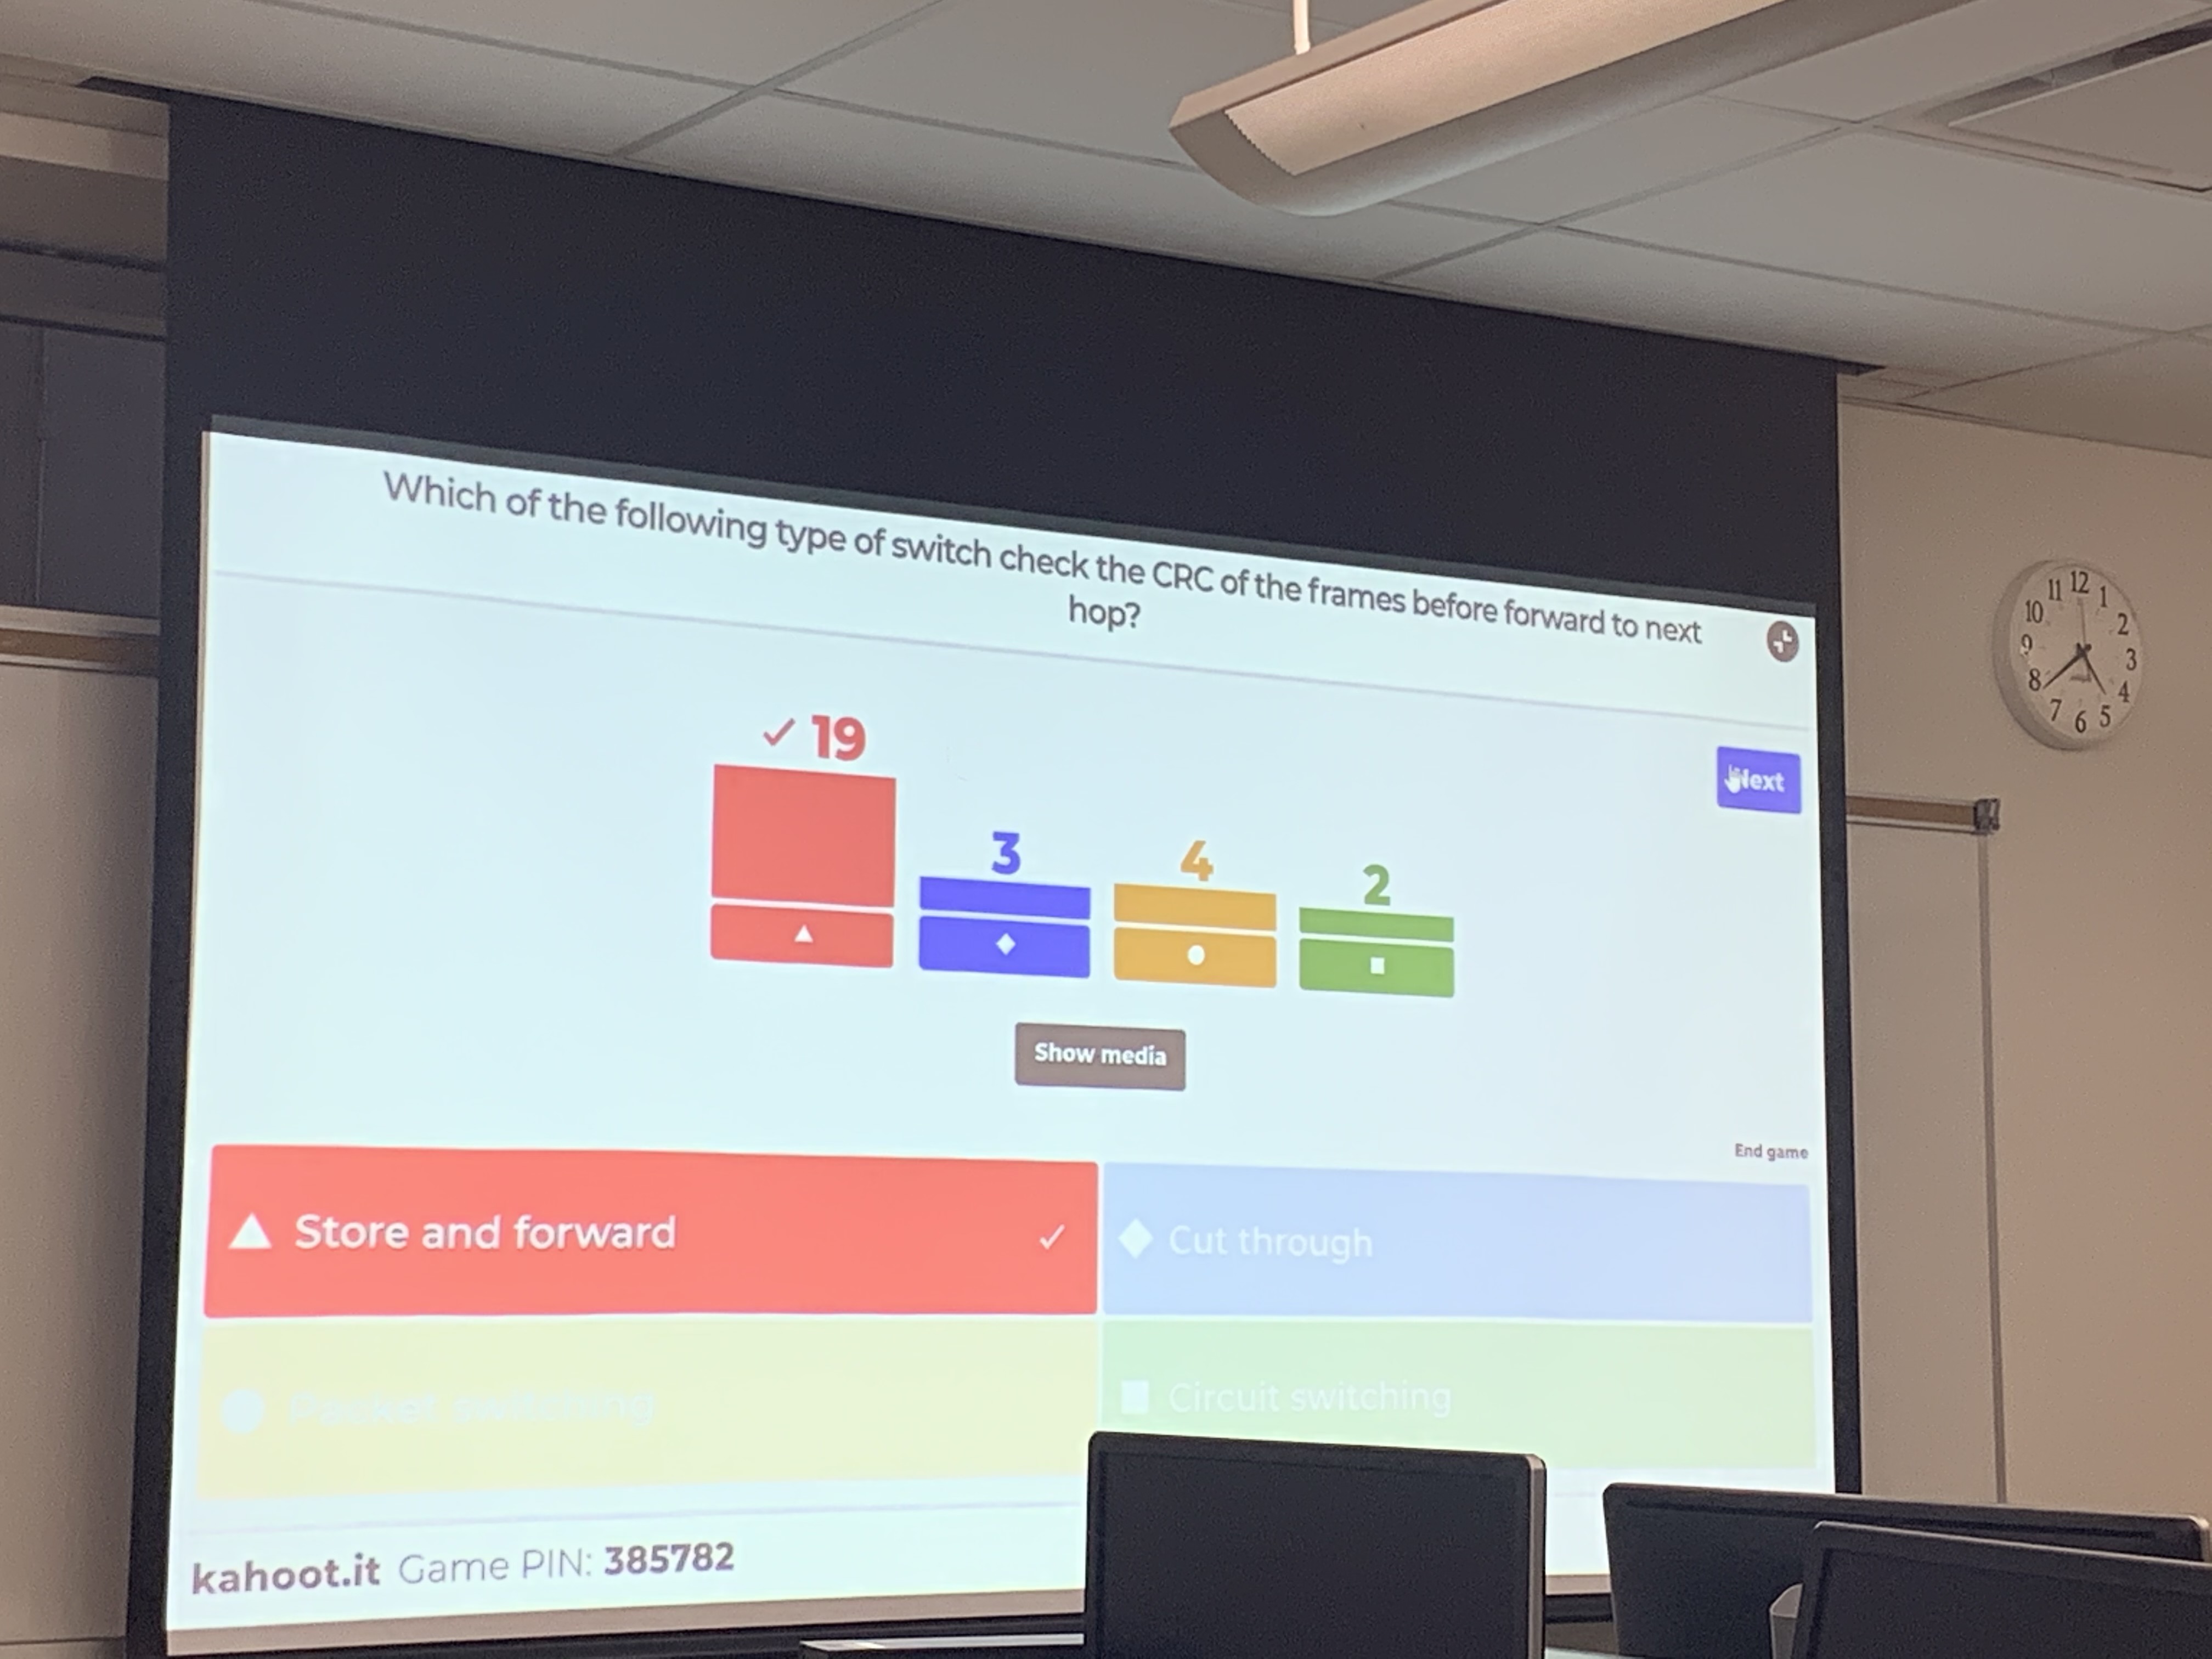 Which of the following type of switch check the CRC of the frames before forward to next
hop?
19
3
4
2
Next
Show media
End game
Store and forward
Cut through
Packet switching
Circuit switching
kahoot.it Game PIN: 385782
12
1
2
3
4
5
6
7
8
9
10
11